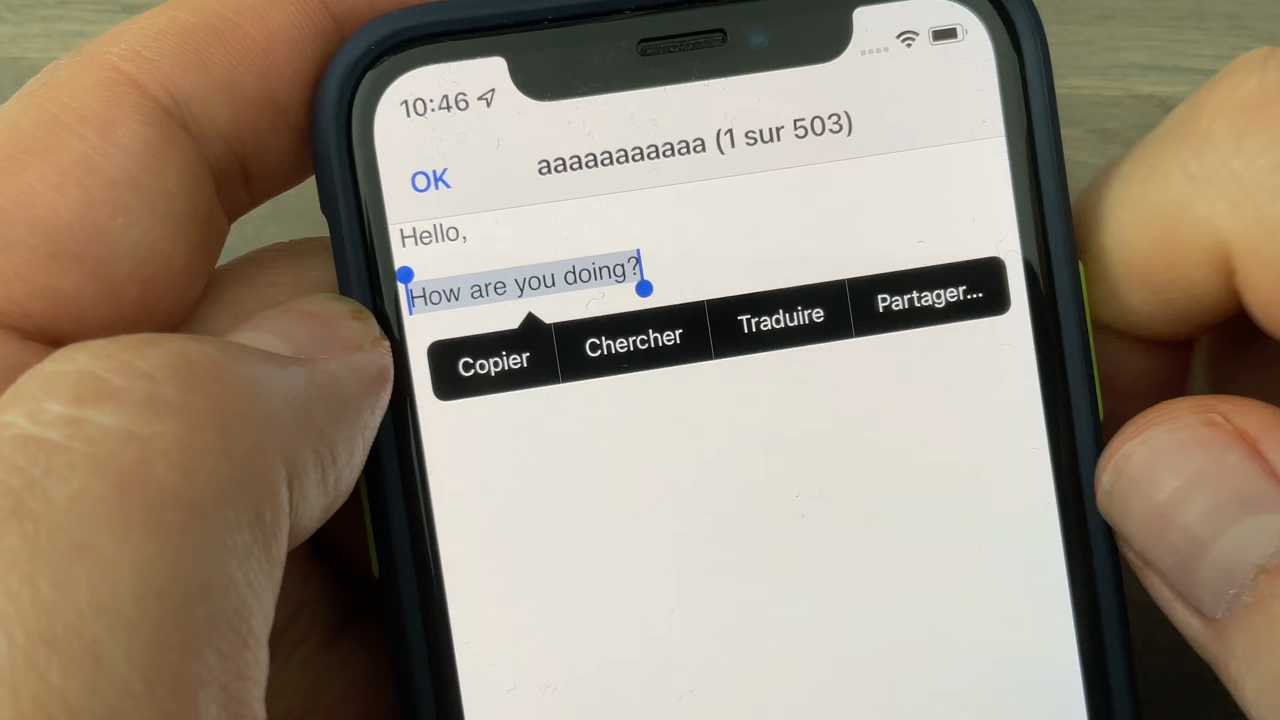 10:46
OK aaaaaaaaaaa (1 sur 503)
Hello,
How are you doing?
Copier Chercher Traduire Partager...